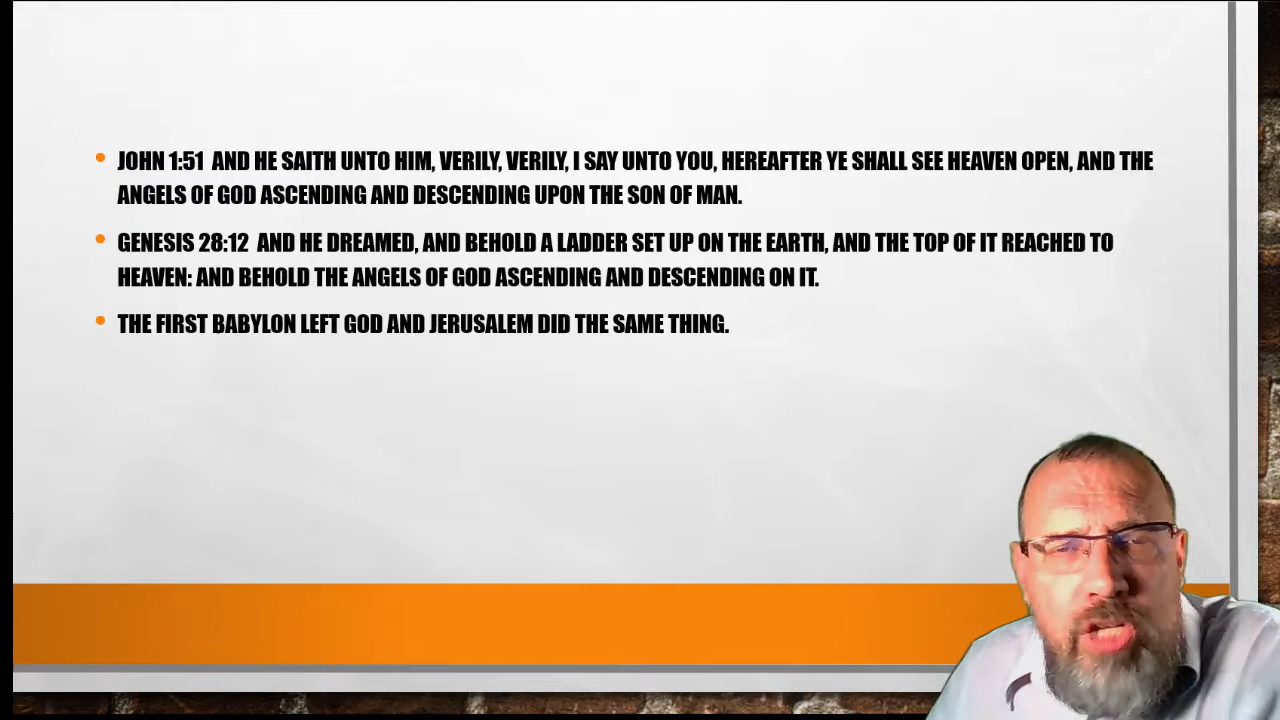 JOHN 1:51 AND HE SAITH UNTO HIM, VERILY, VERILY, I SAY UNTO YOU, HEREAFTER YE SHALL SEE HEAVEN OPEN, AND THE
ANGELS OF GOD ASCENDING AND DESCENDING UPON THE SON OF MAN.
GENESIS 28:12 AND HE DREAMED, AND BEHOLD A LADDER SET UP ON THE EARTH, AND THE TOP OF IT REACHED TO
HEAVEN: AND BEHOLD THE ANGELS OF GOD ASCENDING AND DESCENDING ON IT.
THE FIRST BABYLON LEFT GOD AND JERUSALEM DID THE SAME THING.